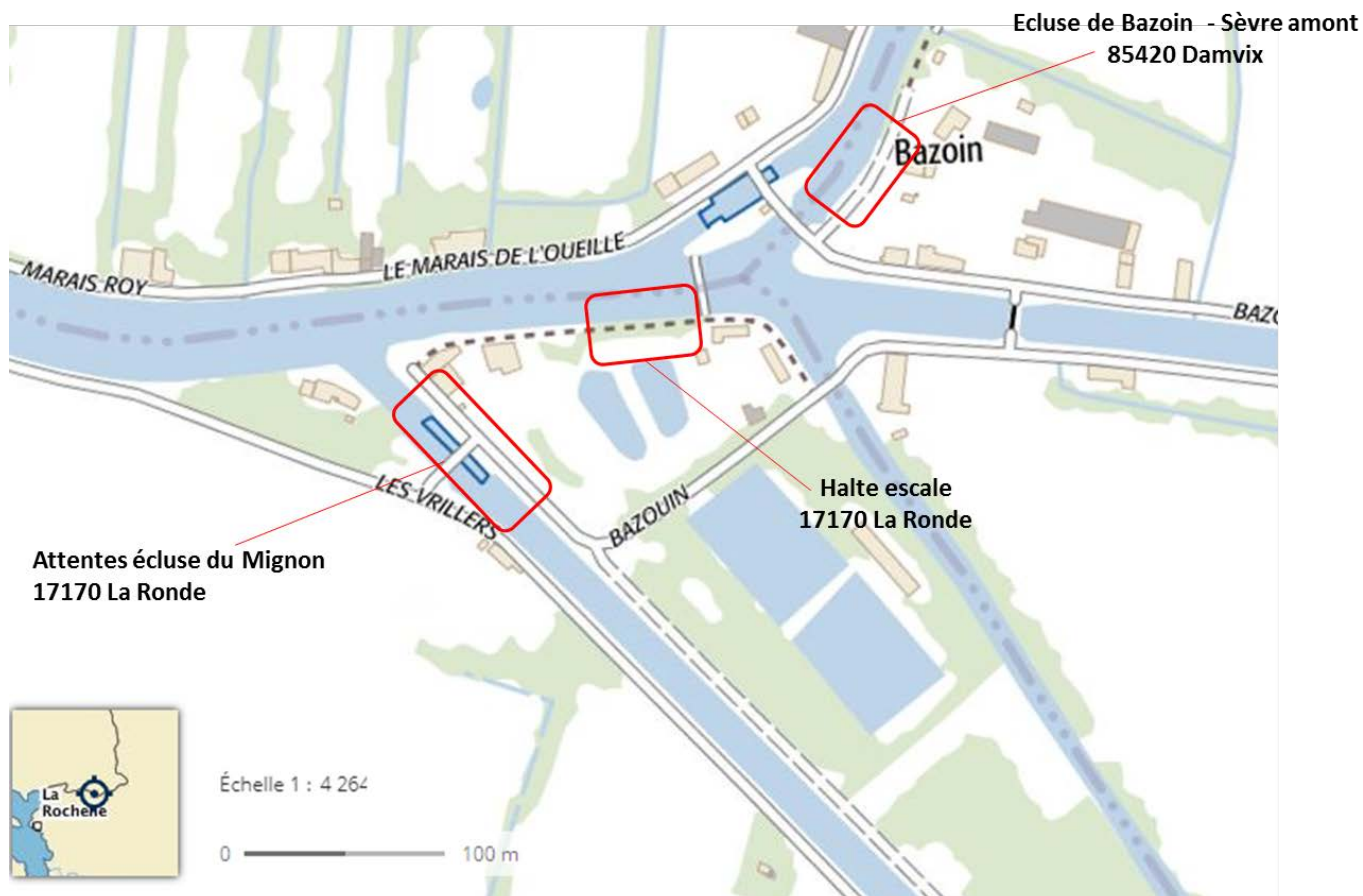 Ecluse de Bazoin - Sèvre amont
85420 Damvix
Bazoin
LE MARAIS DE L'OUEILLE
MARAIS ROY
BAZO
Halte escale
17170 La Ronde
BAZOUIN
LES VRILLERS
Attentes écluse du Mignon
17170 La Ronde
La
Rochelle
Échelle 1 : 4 264
0
100 m